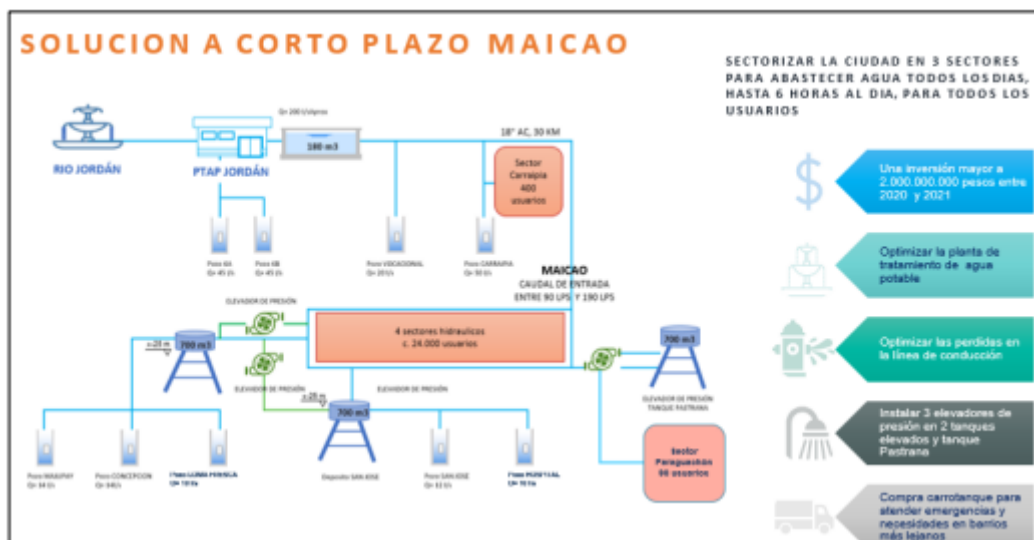 SOLUCION A CORTO PLAZO MAICAO
SECTORIZAR LA CIUDAD EN 3 SECTORES
PARA ABASTECER AGUA TODOS LOS DIAS,
HASTA 6 HORAS AL DIA, PARA TODOS LOS
USUARIOS
180 m3
18" AC, 30 KM
RIO JORDÁN
PTAP JORDÁN
Sector
Carraipia
400
usuarios
Pozo 6A
Q= 45 l/s
Pozo 6B
Q= 45 l/s
Pozo VOCACIONAL
Q= 20 l/s
Pozo CARRAIPIA
MAICAO
CAUDAL DE ENTRADA
ENTRE 90 LPS Y 190 LPS
ELEVADOR DE PRESIÓN
4 sectores hidraulicos
c. 24.000 usuarios
700 m3
700 m3
ELEVADOR DE PRESIÓN
ELEVADOR DE PRESIÓN
ELEVADOR DE PRESIÓN
TANQUE PASTRANA
700 m3
Pozo CONCEPCION
Deposito SAN JOSE
Pozo SAN JOSE
Q= 12 l/s
Sector
Paraguachón
96 usuarios
Una inversión mayor a
2.000.000.000 pesos entre
2020 y 2021
Optimizar la planta de
tratamiento de agua
potable
Optimizar las perdidas en
la línea de conducción
Instalar 3 elevadores de
presión en 2 tanques
elevados y tanque
Pastrana
Compra carrotanque para
atender emergencias y
necesidades en barrios
más lejanos